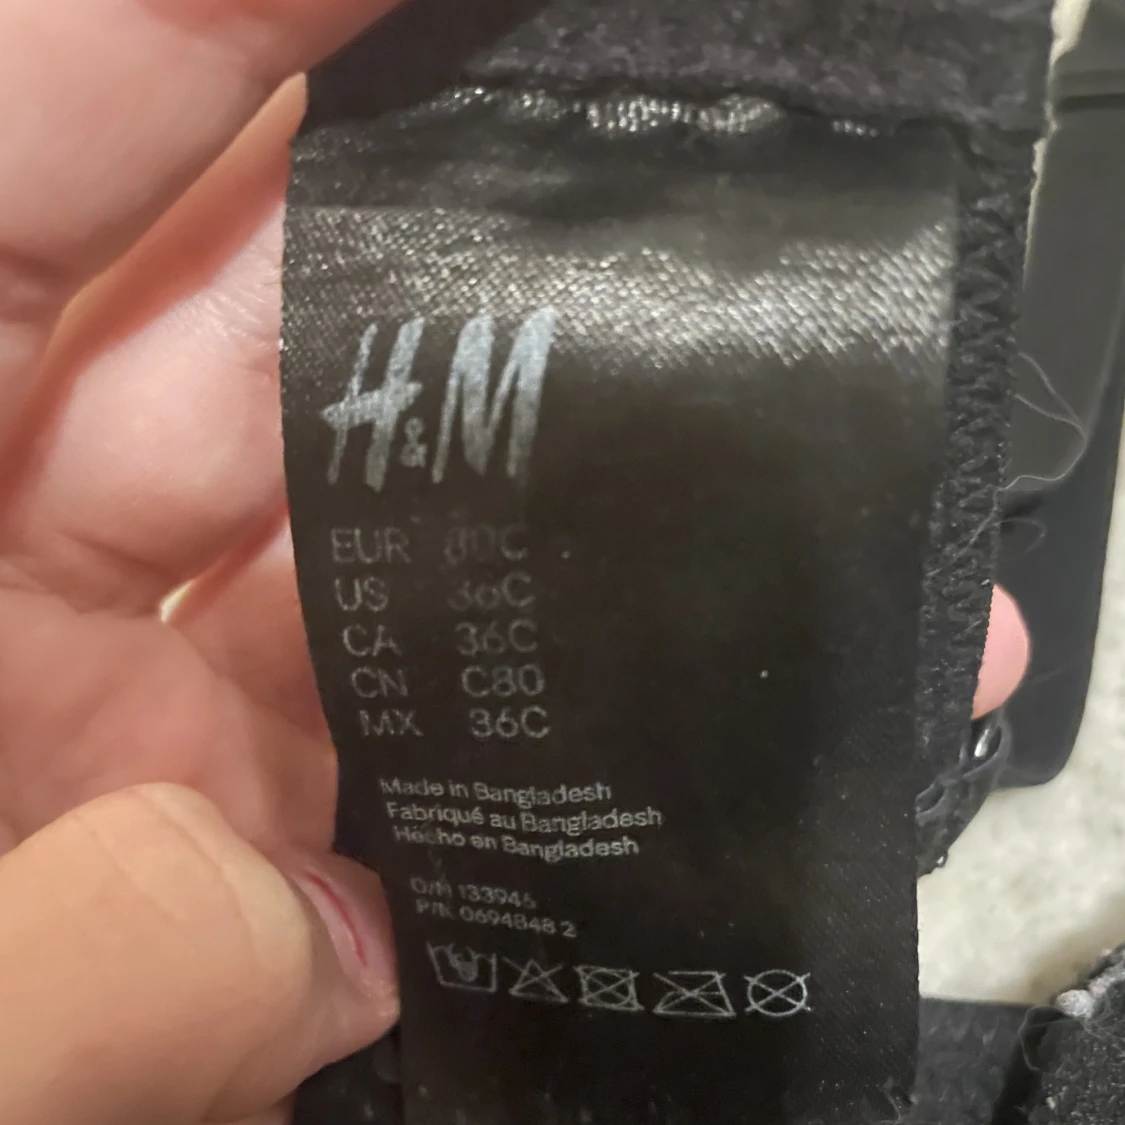 H&M
EUR 80C
US 36C
CA 36C
CN C80
MX 36C
Made in Bangladesh
Fabriqué au Bangladesh
Hecho en Bangladesh
O/N 133946
P/N 0694848 2